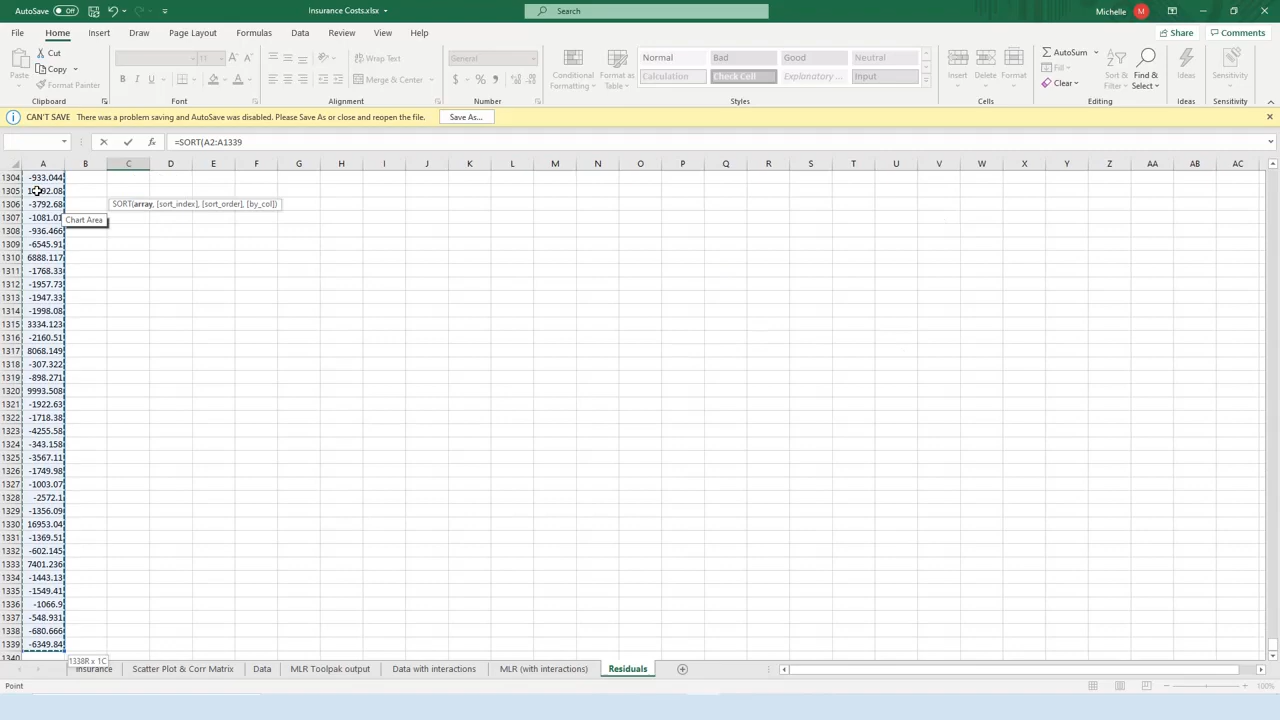 AutoSave Off Insurance Costs.xlsx Search Michelle M
File Home Insert Draw Page Layout Formulas Data Review View Help Share Comments
Paste Cut Copy Format Painter
Clipboard
11 A A B I U A
Font
ab Wrap Text Merge & Center
Alignment
General $ % ,
Number
Conditional Formatting Format as Table
Normal Bad Good Neutral
Calculation Check Cell Explanatory ... Input
Styles
Insert Delete Format
Cells
AutoSum Fill Clear Sort & Filter Find & Select
Editing
Ideas
Ideas
Sensitivity
Sensitivity
CAN'T SAVE There was a problem saving and AutoSave was disabled. Please Save As or close and reopen the file. Save As...
fx =SORT(A2:A1339
A B C D E F G H I J K L M N O P Q R S T U V W X Y Z AA AB AC
1304 -933.044
1305 92.08
1306 -3792.68 SORT(array, [sort_index], [sort_order], [by_col])
1307 -1081.01 Chart Area
1308 -936.466
1309 -6545.91
1310 6888.117
1311 -1768.33
1312 -1957.73
1313 -1947.33
1314 -1998.08
1315 3334.123
1316 -2160.51
1317 8068.149
1318 -307.322
1319 -898.271
1320 9993.508
1321 -1922.63
1322 -1718.38
1323 -4255.58
1324 -343.158
1325 -3567.11
1326 -1749.98
1327 -1003.07
1328 -2572.1
1329 -1356.09
1330 16953.04
1331 -1369.51
1332 -602.145
1333 7401.236
1334 -1443.13
1335 -1549.41
1336 -1066.9
1337 -548.931
1338 -680.666
1339 -6349.84
1340 1338R x 1C
Insurance Scatter Plot & Corr Matrix Data MLR Toolpak output Data with interactions MLR (with interactions) Residuals
Point 100%